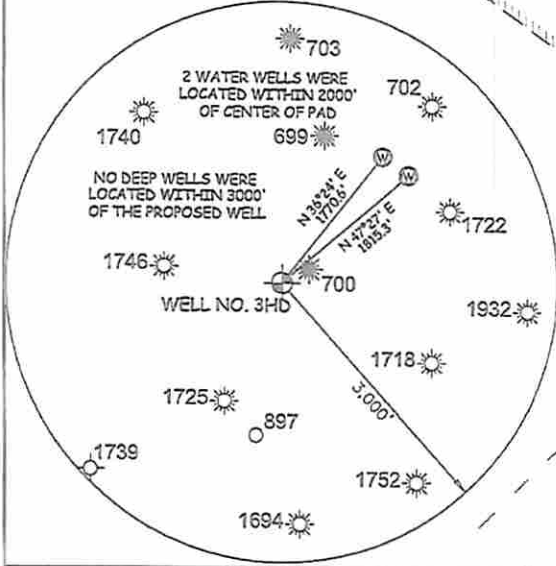 703
2 WATER WELLS WERE
LOCATED WITHIN 2000'
OF CENTER OF PAD
702
1740
699
NO DEEP WELLS WERE
LOCATED WITHIN 3000'
OF THE PROPOSED WELL
W
W
N 36°24' E
1770.6'
N 47°27' E
1815.3'
1722
1746
700
WELL NO. 3HD
1932
1718
3,000'
1725
897
1739
1752
1694